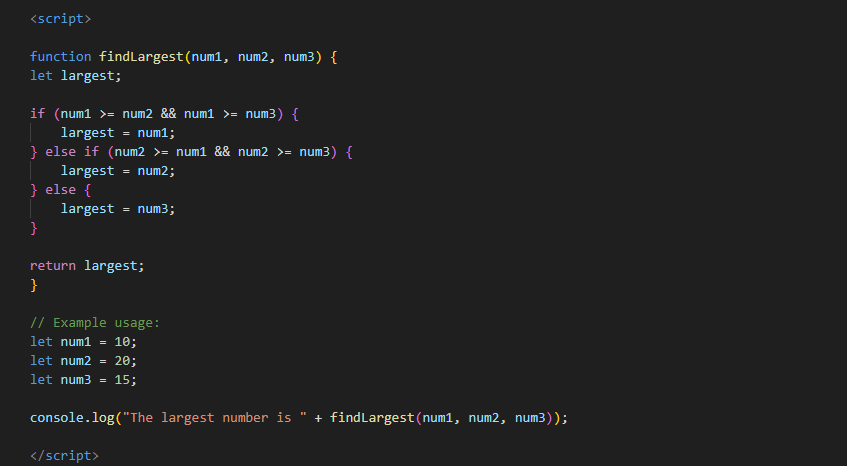 <script>
function findLargest(num1, num2, num3) {
let largest;
if (num1 >= num2 && num1 >= num3) {
largest = num1;
} else if (num2 >= num1 && num2 >= num3) {
largest = num2;
} else {
largest = num3;
}
return largest;
}
// Example usage:
let num1 = 10;
let num2 = 20;
let num3 = 15;
console.log("The largest number is " + findLargest(num1, num2, num3));
</script>